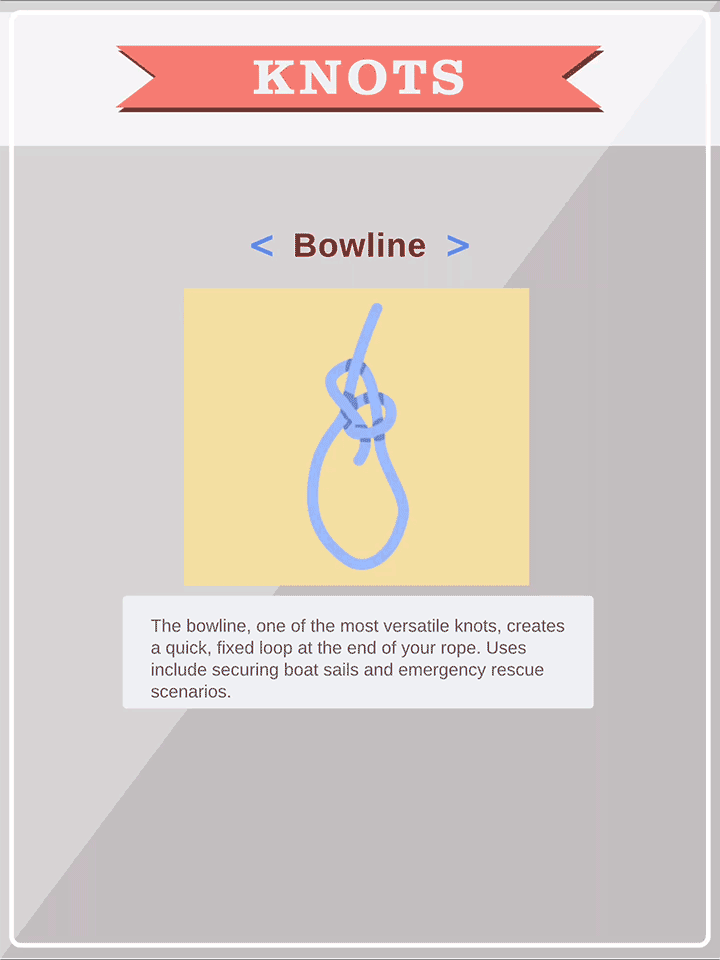 KNOTS
< Bowline >
The bowline, one of the most versatile knots, creates
a quick, fixed loop at the end of your rope. Uses
include securing boat sails and emergency rescue
scenarios.